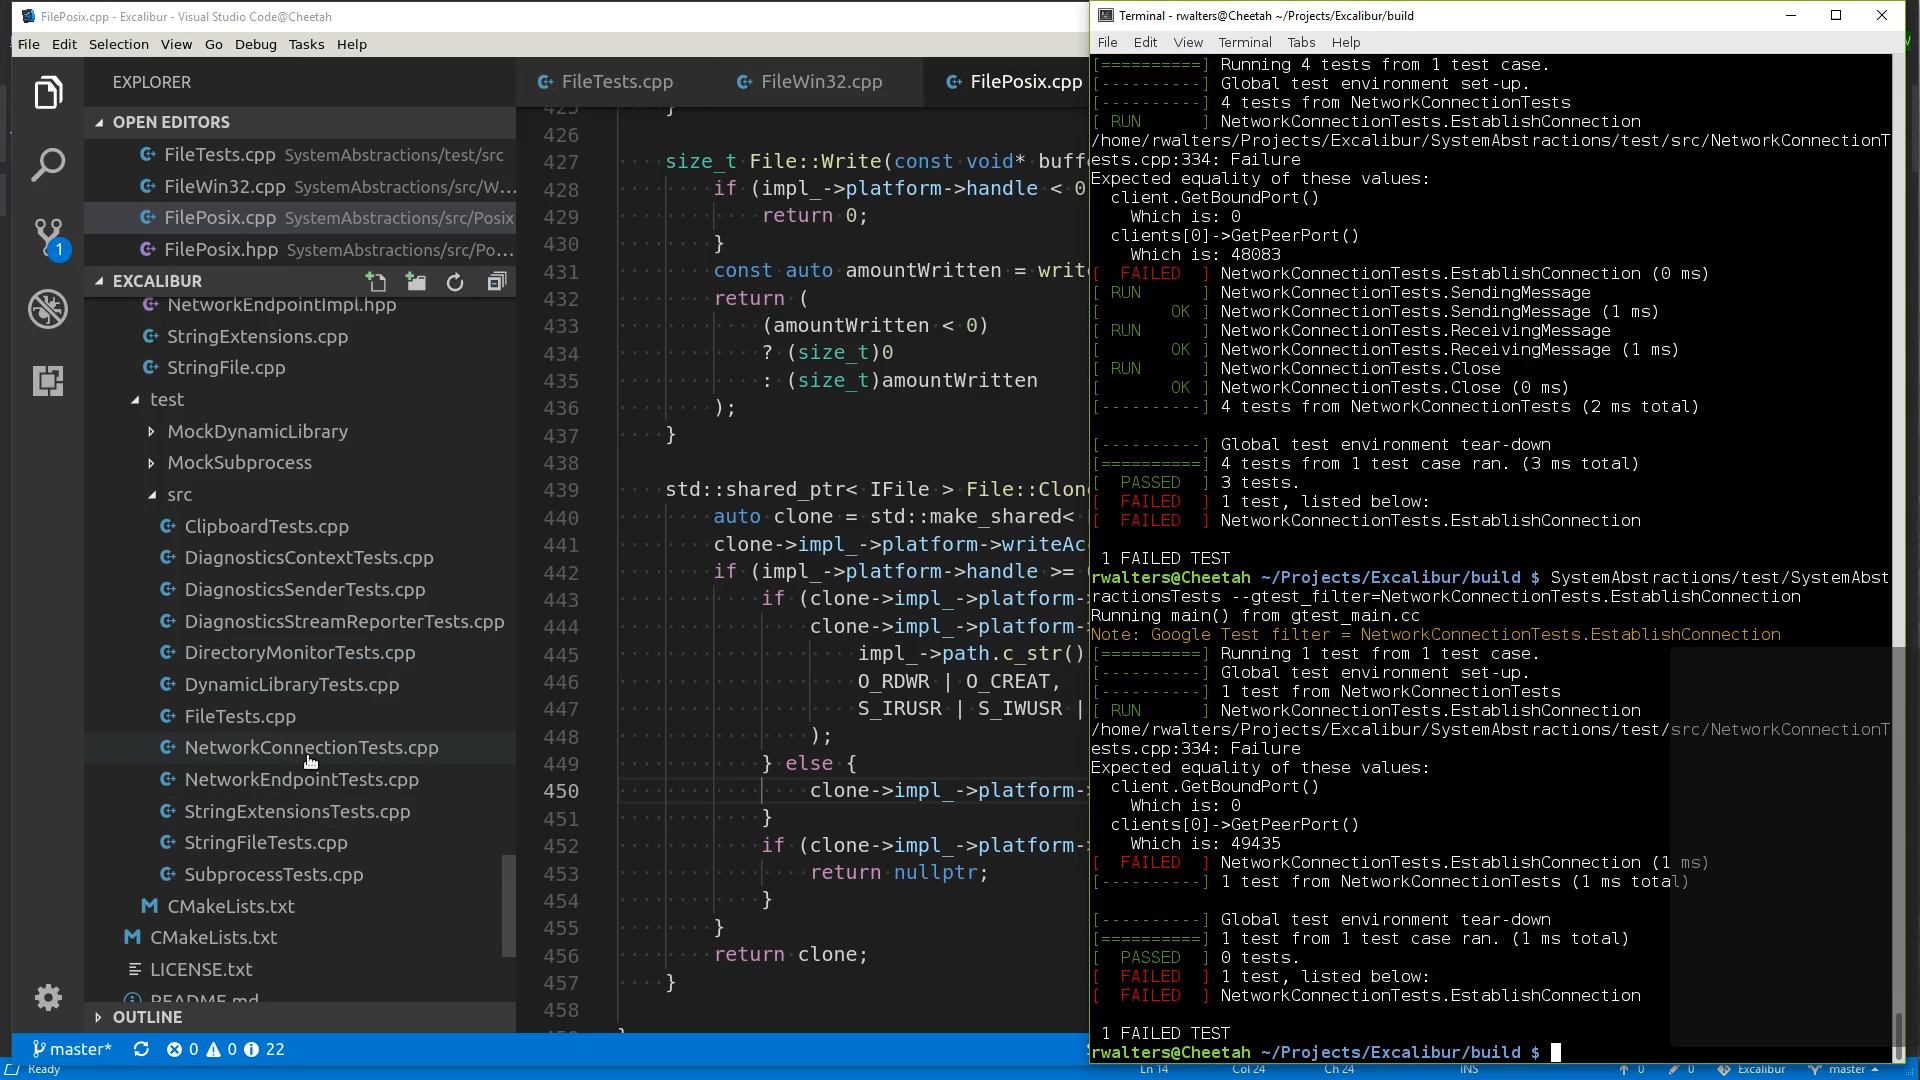 FilePosix.cpp - Excalibur - Visual Studio Code@Cheetah
File Edit Selection View Go Debug Tasks Help
EXPLORER
OPEN EDITORS
FileTests.cpp SystemAbstractions/test/src
FileWin32.cpp SystemAbstractions/src/W...
FilePosix.cpp SystemAbstractions/src/Posix
FilePosix.hpp SystemAbstractions/src/Po...
EXCALIBUR
NetworkEndpointImpl.hpp
StringExtensions.cpp
StringFile.cpp
test
MockDynamicLibrary
MockSubprocess
src
ClipboardTests.cpp
DiagnosticsContextTests.cpp
DiagnosticsSenderTests.cpp
DiagnosticsStreamReporterTests.cpp
DirectoryMonitorTests.cpp
DynamicLibraryTests.cpp
FileTests.cpp
NetworkConnectionTests.cpp
NetworkEndpointTests.cpp
StringExtensionsTests.cpp
StringFileTests.cpp
SubprocessTests.cpp
CMakeLists.txt
CMakeLists.txt
LICENSE.txt
README.md
OUTLINE
1
master* 0 0 22
Ready
FileTests.cpp FileWin32.cpp FilePosix.cpp
425 }
426
427 size_t File::Write(const void* buff
428 if (impl_->platform->handle < 0
429 return 0;
430 }
431 const auto amountWritten = writ
432 return (
433 (amountWritten < 0)
434 ? (size_t)0
435 : (size_t)amountWritten
436 );
437 }
438
439 std::shared_ptr< IFile > File::Clon
440 auto clone = std::make_shared<
441 clone->impl_->platform->writeAc
442 if (impl_->platform->handle >=
443 if (clone->impl_->platform-
444 clone->impl_->platform-
445 impl_->path.c_str()
446 O_RDWR | O_CREAT,
447 S_IRUSR | S_IWUSR |
448 );
449 } else {
450 clone->impl_->platform-
451 }
452 if (clone->impl_->platform-
453 return nullptr;
454 }
455 }
456 return clone;
457 }
458
Terminal - rwalters@Cheetah ~/Projects/Excalibur/build
File Edit View Terminal Tabs Help
[==========] Running 4 tests from 1 test case.
[----------] Global test environment set-up.
[----------] 4 tests from NetworkConnectionTests
[ RUN      ] NetworkConnectionTests.EstablishConnection
/home/rwalters/Projects/Excalibur/SystemAbstractions/test/src/NetworkConnectionT
ests.cpp:334: Failure
Expected equality of these values:
  client.GetBoundPort()
    Which is: 0
  clients[0]->GetPeerPort()
    Which is: 48083
[  FAILED  ] NetworkConnectionTests.EstablishConnection (0 ms)
[ RUN      ] NetworkConnectionTests.SendingMessage
[       OK ] NetworkConnectionTests.SendingMessage (1 ms)
[ RUN      ] NetworkConnectionTests.ReceivingMessage
[       OK ] NetworkConnectionTests.ReceivingMessage (1 ms)
[ RUN      ] NetworkConnectionTests.Close
[       OK ] NetworkConnectionTests.Close (0 ms)
[----------] 4 tests from NetworkConnectionTests (2 ms total)
[----------] Global test environment tear-down
[==========] 4 tests from 1 test case ran. (3 ms total)
[  PASSED  ] 3 tests.
[  FAILED  ] 1 test, listed below:
[  FAILED  ] NetworkConnectionTests.EstablishConnection
1 FAILED TEST
rwalters@Cheetah ~/Projects/Excalibur/build $ SystemAbstractions/test/SystemAbst
ractionsTests --gtest_filter=NetworkConnectionTests.EstablishConnection
Running main() from gtest_main.cc
Note: Google Test filter = NetworkConnectionTests.EstablishConnection
[==========] Running 1 test from 1 test case.
[----------] Global test environment set-up.
[----------] 1 test from NetworkConnectionTests
[ RUN      ] NetworkConnectionTests.EstablishConnection
/home/rwalters/Projects/Excalibur/SystemAbstractions/test/src/NetworkConnectionT
ests.cpp:334: Failure
Expected equality of these values:
  client.GetBoundPort()
    Which is: 0
  clients[0]->GetPeerPort()
    Which is: 49435
[  FAILED  ] NetworkConnectionTests.EstablishConnection (1 ms)
[----------] 1 test from NetworkConnectionTests (1 ms total)
[----------] Global test environment tear-down
[==========] 1 test from 1 test case ran. (1 ms total)
[  PASSED  ] 0 tests.
[  FAILED  ] 1 test, listed below:
[  FAILED  ] NetworkConnectionTests.EstablishConnection
1 FAILED TEST
rwalters@Cheetah ~/Projects/Excalibur/build $
Ln 14 Col 24 Ch 24 INS 0 0 Excalibur master